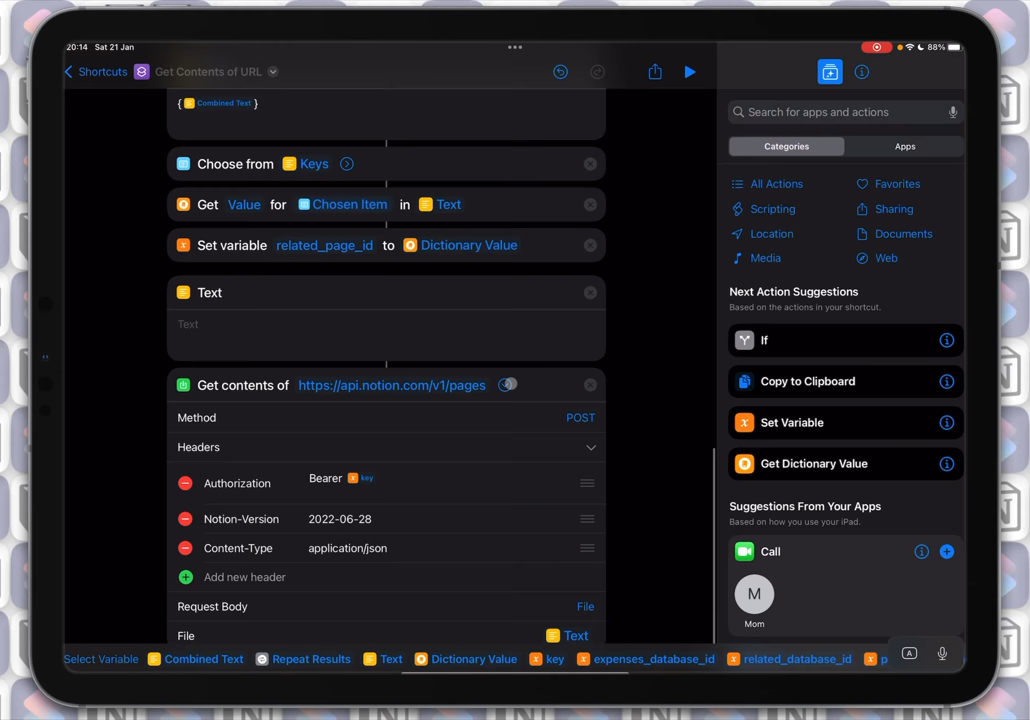 20:14 Sat 21 Jan
88%
Shortcuts
Get Contents of URL
{ Combined Text }
Choose from Keys
Get Value for Chosen Item in Text
Set variable related_page_id to Dictionary Value
Text
Text
Get contents of https://api.notion.com/v1/pages
Method POST
Headers
Authorization Bearer key
Notion-Version 2022-06-28
Content-Type application/json
Add new header
Request Body File
File Text
Select Variable Combined Text Repeat Results Text Dictionary Value key expenses_database_id related_database_id p
A
Search for apps and actions
Categories Apps
All Actions Favorites
Scripting Sharing
Location Documents
Media Web
Next Action Suggestions
Based on the actions in your shortcut.
If
Copy to Clipboard
Set Variable
Get Dictionary Value
Suggestions From Your Apps
Based on how you use your iPad.
Call
M
Mom